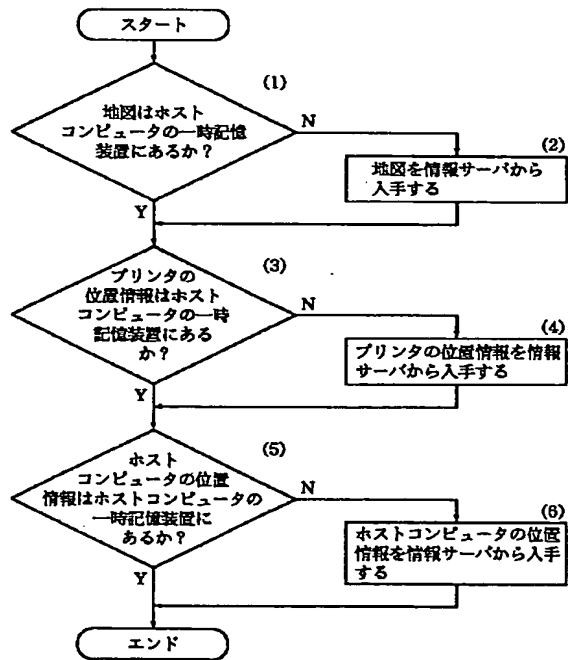 スタート
(1)
地図はホスト
コンピュータの一時記憶
装置にあるか?
N
(2)
地図を情報サーバから
入手する
Y
(3)
プリンタの
位置情報はホスト
コンピュータの一時
記憶装置にある
か?
N
(4)
プリンタの位置情報を情報
サーバから入手する
Y
(5)
ホスト
コンピュータの位置
情報はホストコンピュータの
一時記憶装置に
あるか?
N
(6)
ホストコンピュータの位置
情報を情報サーバから入手
する
Y
エンド